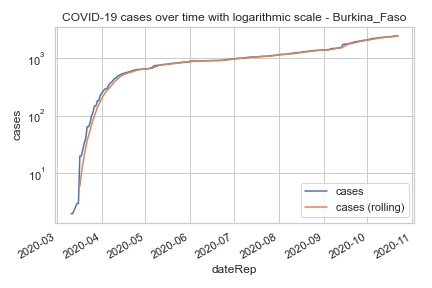 COVID-19 cases over time with logarithmic scale - Burkina_Faso
10³
10²
10¹
cases
cases
cases (rolling)
2020-03
2020-04
2020-05
2020-06
2020-07
2020-08
2020-09
2020-10
2020-11
dateRep